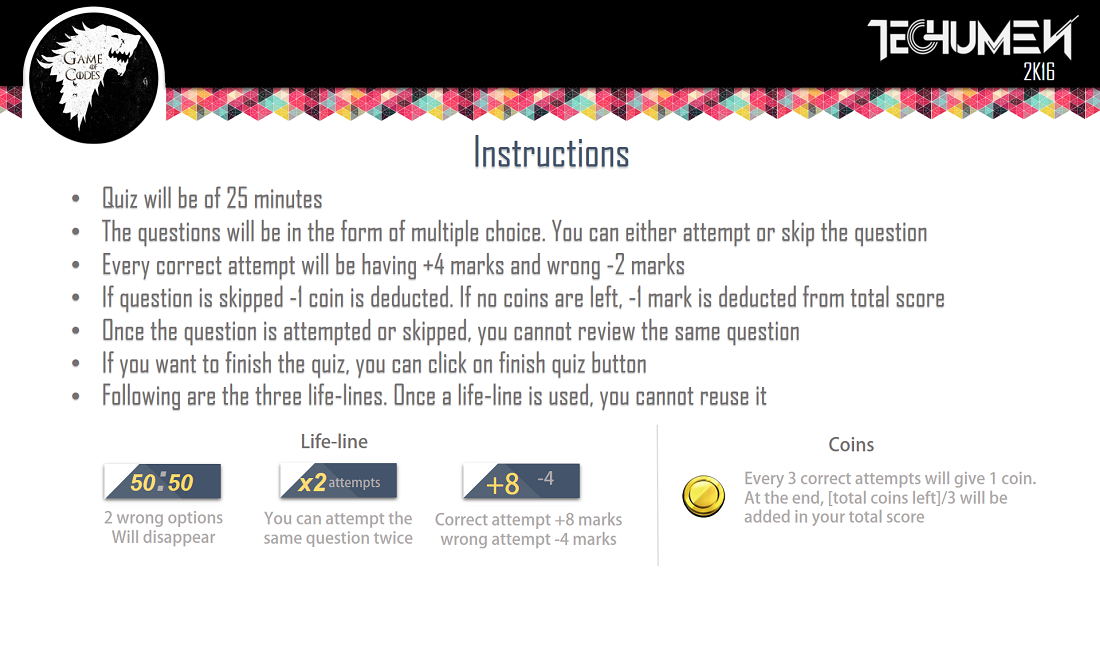 GAME
OF
CODES
TECHUMEN
2K16
Instructions
• Quiz will be of 25 minutes
• The questions will be in the form of multiple choice. You can either attempt or skip the question
• Every correct attempt will be having +4 marks and wrong -2 marks
• If question is skipped -1 coin is deducted. If no coins are left, -1 mark is deducted from total score
• Once the question is attempted or skipped, you cannot review the same question
• If you want to finish the quiz, you can click on finish quiz button
• Following are the three life-lines. Once a life-line is used, you cannot reuse it
Life-line
50:50
2 wrong options
Will disappear
x2 attempts
You can attempt the
same question twice
+8 -4
Correct attempt +8 marks
wrong attempt -4 marks
Coins
Every 3 correct attempts will give 1 coin.
At the end, [total coins left]/3 will be
added in your total score